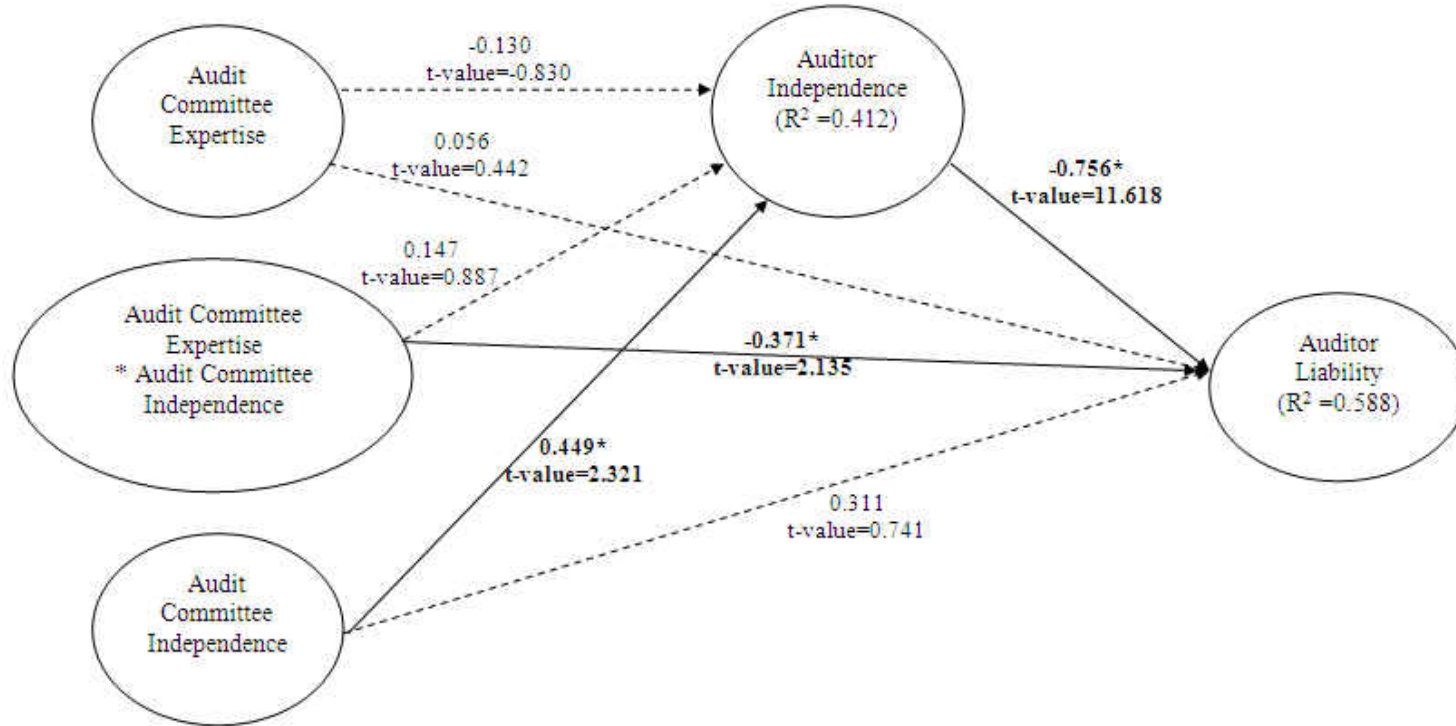 Audit
Committee
Expertise
-0.130
t-value=-0.830
Auditor
Independence
(R² =0.412)
0.056
t-value=0.442
-0.756*
t-value=11.618
0.147
t-value=0.887
Audit Committee
Expertise
* Audit Committee
Independence
-0.371*
t-value=2.135
Auditor
Liability
(R² =0.588)
0.449*
t-value=2.321
0.311
t-value=0.741
Audit
Committee
Independence